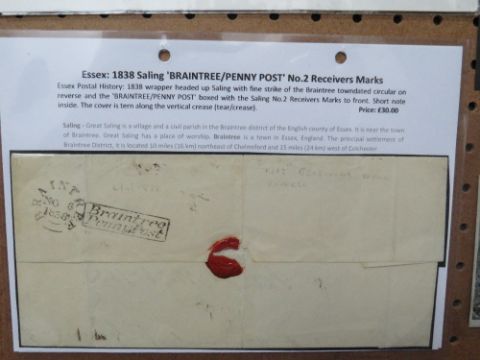 Essex: 1838 Saling 'BRAINTREE/PENNY POST' No.2 Receivers Marks
Essex Postal History: 1838 wrapper headed up Saling with fine strike of the Braintree towndated circular on
reverse and the 'BRAINTREE/PENNY POST' boxed with the Saling No.2 Receivers Marks to front. Short note
inside. The cover is tern along the vertical crease (tear/crease).
Price: £30.00
Saling - Great Saling is a village and a civil parish in the Braintree district of the English county of Essex. It is near the town
of Braintree. Great Saling has a place of worship. Braintree is a town in Essex, England. The principal settlement of
Braintree District, it is located 10 miles (16 km) northeast of Chelmsford and 15 miles (24 km) west of Colchester.
BRAINTREE
NO 6
1838
Braintree
Penny Post